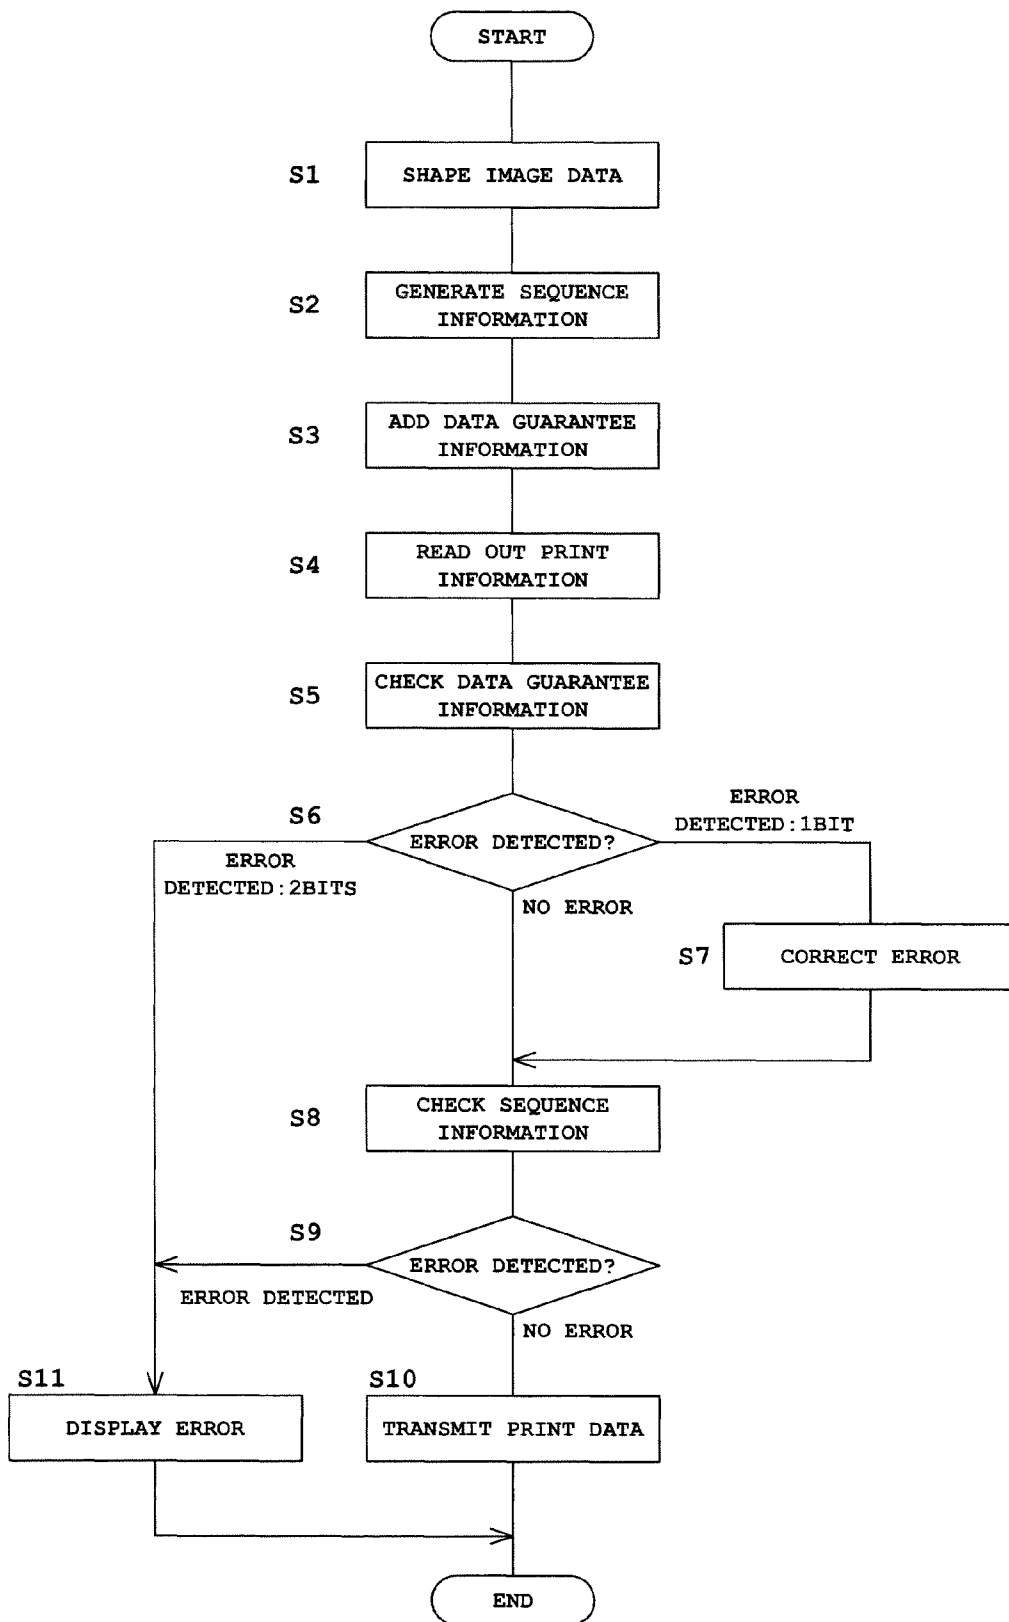 START
S1
SHAPE IMAGE DATA
S2
GENERATE SEQUENCE
INFORMATION
S3
ADD DATA GUARANTEE
INFORMATION
S4
READ OUT PRINT
INFORMATION
S5
CHECK DATA GUARANTEE
INFORMATION
S6
ERROR DETECTED?
ERROR
DETECTED:1BIT
ERROR
DETECTED:2BITS
NO ERROR
S7
CORRECT ERROR
S8
CHECK SEQUENCE
INFORMATION
S9
ERROR DETECTED?
ERROR DETECTED
NO ERROR
S11
DISPLAY ERROR
S10
TRANSMIT PRINT DATA
END